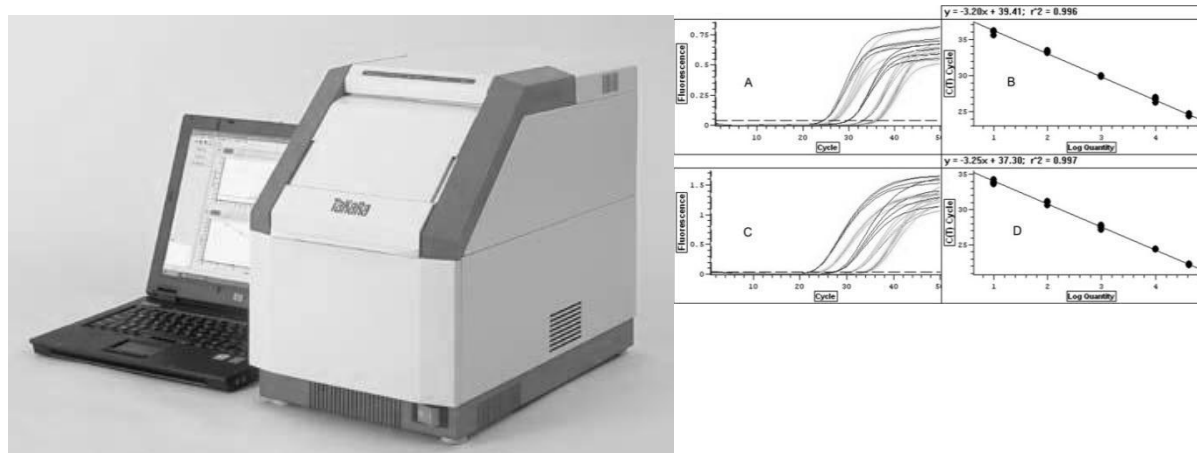 TaKaRa
0.75
0.5
0.25
0
Fluorescence
A
10 20 30 40 50
Cycle
y = -3.20x + 39.41; r^2 = 0.996
35
30
25
C(T) Cycle
B
1 2 3 4
Log Quantity
1.5
1
0.5
0
Fluorescence
C
10 20 30 40 50
Cycle
y = -3.25x + 37.30; r^2 = 0.997
35
30
25
C(T) Cycle
D
1 2 3 4
Log Quantity